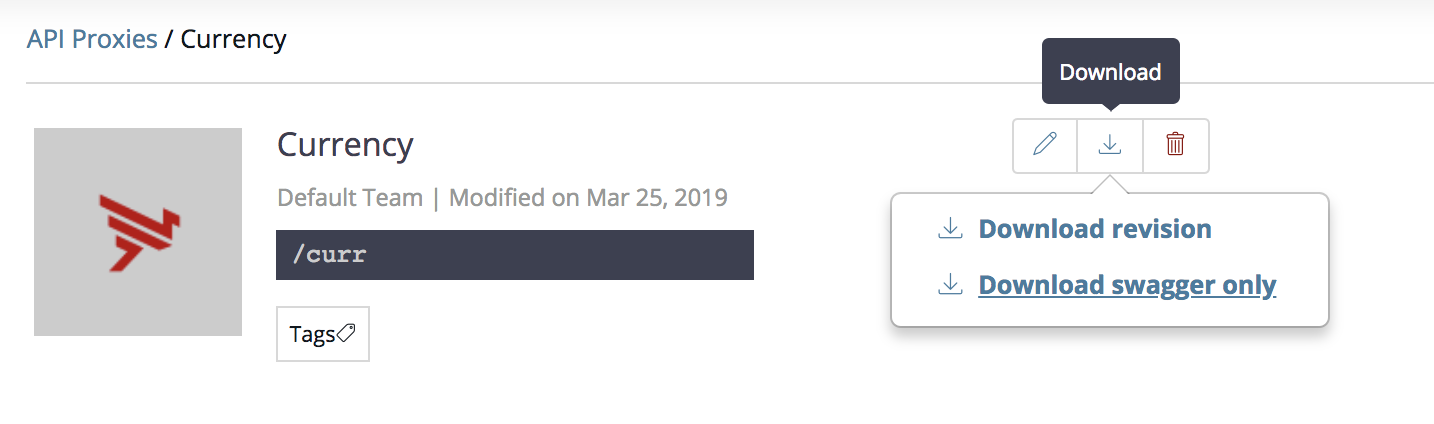 API Proxies / Currency
Download
Currency
Default Team | Modified on Mar 25, 2019
/curr
Tags
Download revision
Download swagger only